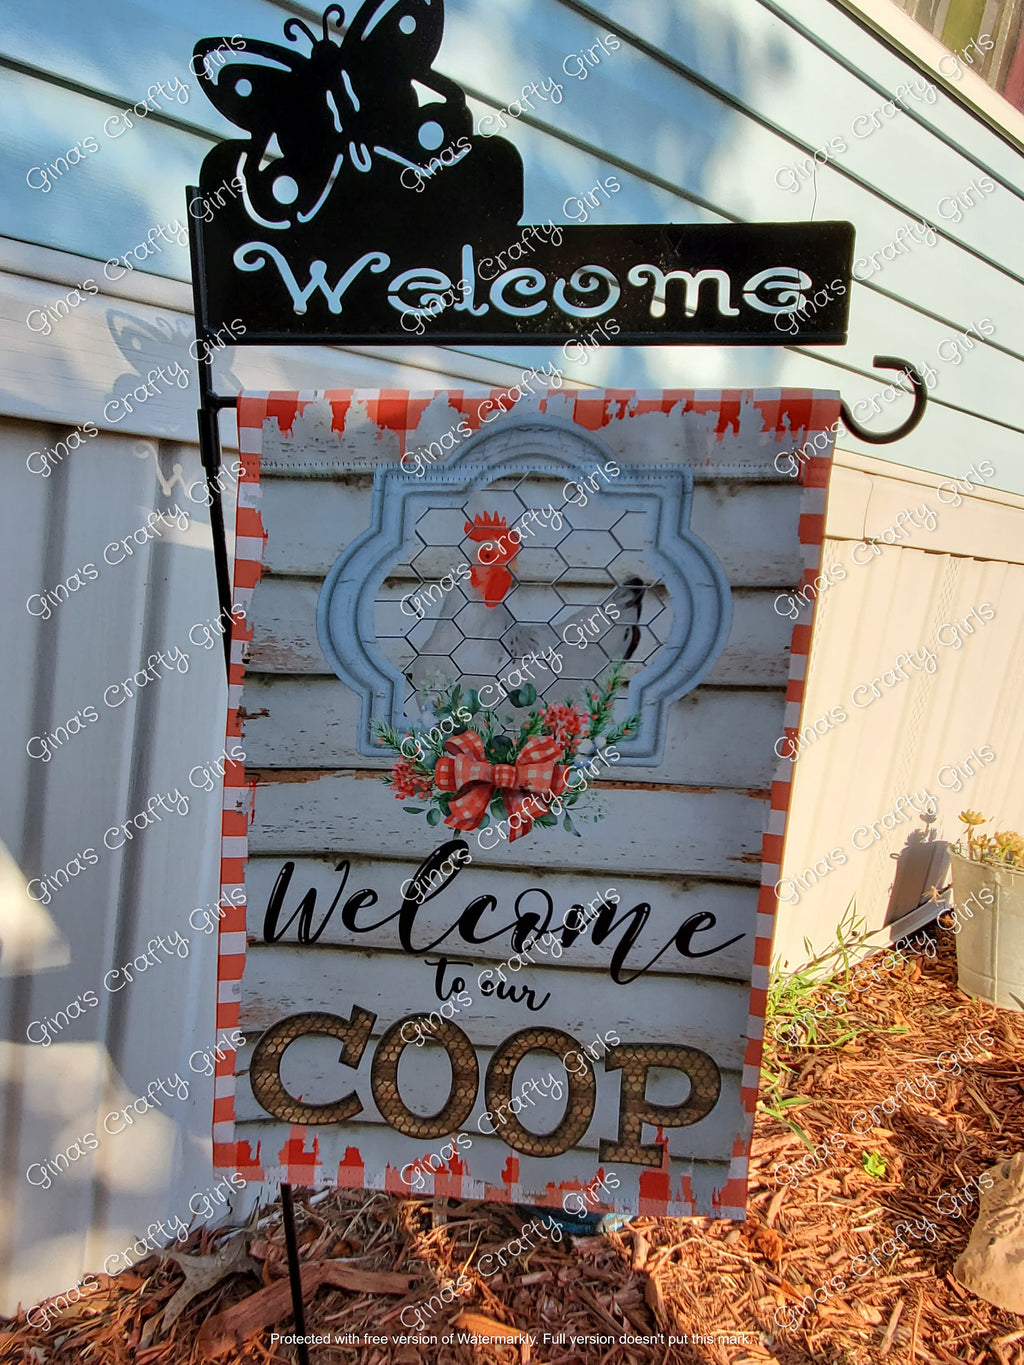 Welcome
Welcome
to our
COOP
Gina's Crafty Girls
Protected with free version of Watermarkly. Full version doesn't put this mark.